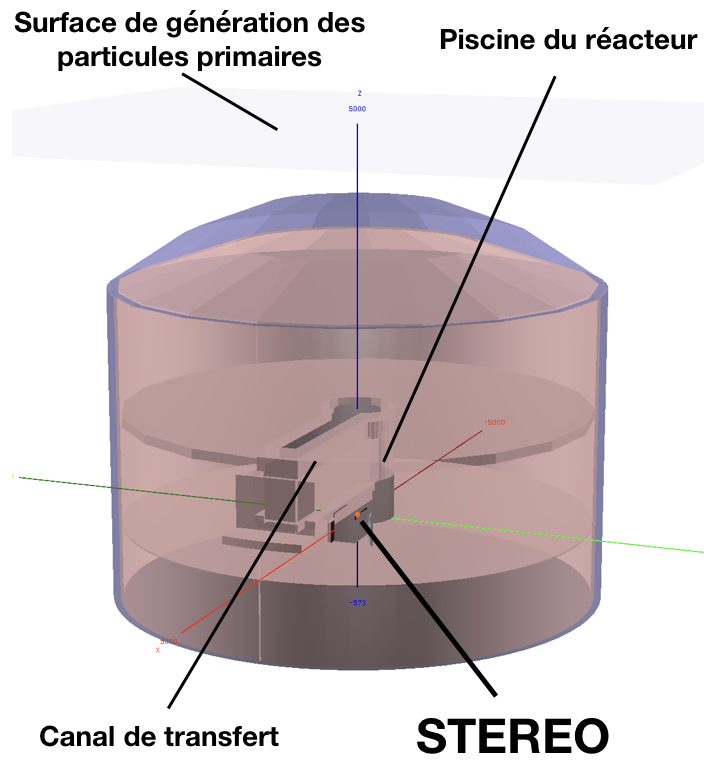 Surface de génération des
particules primaires
Piscine du réacteur
Z
5000
-5000
-973
5000
X
Canal de transfert
STEREO